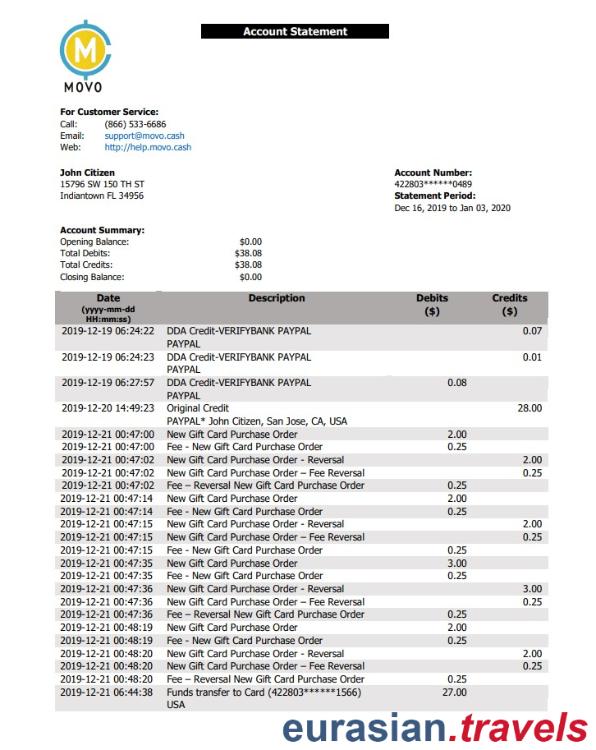 Account Statement
M
MOVO
For Customer Service:
Call: (866) 533-6686
Email: support@movo.cash
Web: http://help.movo.cash
John Citizen
15796 SW 150 TH ST
Indiantown FL 34956
Account Number:
422803******0489
Statement Period:
Dec 16, 2019 to Jan 03, 2020
Account Summary:
Opening Balance: $0.00
Total Debits: $38.08
Total Credits: $38.08
Closing Balance: $0.00
Date (yyyy-mm-dd HH:mm:ss) Description Debits ($) Credits ($)
2019-12-19 06:24:22 DDA Credit-VERIFYBANK PAYPAL 0.07
PAYPAL
2019-12-19 06:24:23 DDA Credit-VERIFYBANK PAYPAL 0.01
PAYPAL
2019-12-19 06:27:57 DDA Credit-VERIFYBANK PAYPAL 0.08
PAYPAL
2019-12-20 14:49:23 Original Credit 28.00
PAYPAL* John Citizen, San Jose, CA, USA
2019-12-21 00:47:00 New Gift Card Purchase Order 2.00
2019-12-21 00:47:00 Fee - New Gift Card Purchase Order 0.25
2019-12-21 00:47:02 New Gift Card Purchase Order - Reversal 2.00
2019-12-21 00:47:02 New Gift Card Purchase Order – Fee Reversal 0.25
2019-12-21 00:47:02 Fee – Reversal New Gift Card Purchase Order 0.25
2019-12-21 00:47:14 New Gift Card Purchase Order 2.00
2019-12-21 00:47:14 Fee - New Gift Card Purchase Order 0.25
2019-12-21 00:47:15 New Gift Card Purchase Order - Reversal 2.00
2019-12-21 00:47:15 New Gift Card Purchase Order – Fee Reversal 0.25
2019-12-21 00:47:15 Fee - New Gift Card Purchase Order 0.25
2019-12-21 00:47:35 New Gift Card Purchase Order 3.00
2019-12-21 00:47:35 Fee - New Gift Card Purchase Order 0.25
2019-12-21 00:47:36 New Gift Card Purchase Order - Reversal 3.00
2019-12-21 00:47:36 New Gift Card Purchase Order – Fee Reversal 0.25
2019-12-21 00:47:36 Fee – Reversal New Gift Card Purchase Order 0.25
2019-12-21 00:48:19 New Gift Card Purchase Order 2.00
2019-12-21 00:48:19 Fee - New Gift Card Purchase Order 0.25
2019-12-21 00:48:20 New Gift Card Purchase Order - Reversal 2.00
2019-12-21 00:48:20 New Gift Card Purchase Order – Fee Reversal 0.25
2019-12-21 00:48:20 Fee – Reversal New Gift Card Purchase Order 0.25
2019-12-21 06:44:38 Funds transfer to Card (422803******1566) 27.00
USA
eurasian.travels